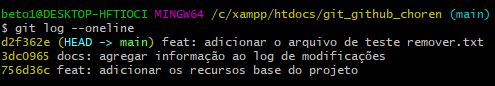 beto1@DESKTOP-HFTIOCI MINGW64 /c/xampp/htdocs/git_github_choren (main)
$ git log --oneline
d2f362e (HEAD -> main) feat: adicionar o arquivo de teste remover.txt
3dc0965 docs: agregar informação ao log de modificações
756d36c feat: adicionar os recursos base do projeto